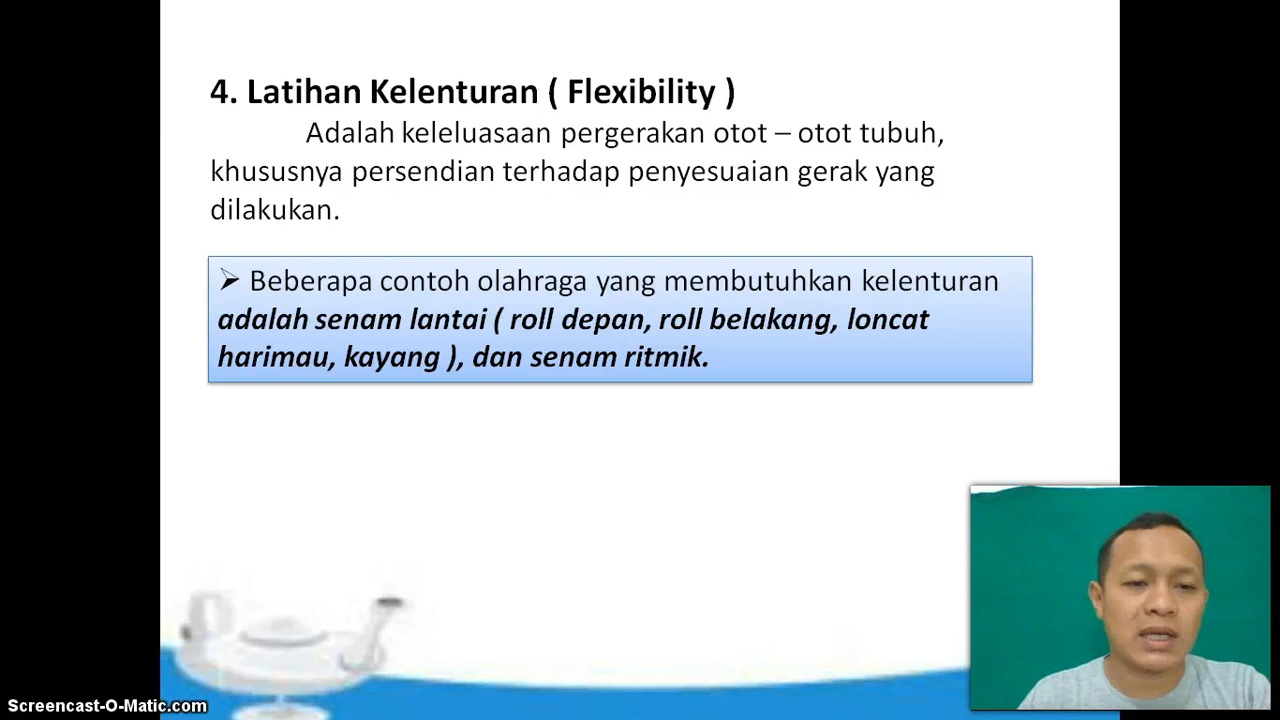 4. Latihan Kelenturan ( Flexibility )
Adalah keleluasaan pergerakan otot – otot tubuh,
khususnya persendian terhadap penyesuaian gerak yang
dilakukan.
➢ Beberapa contoh olahraga yang membutuhkan kelenturan
adalah senam lantai ( roll depan, roll belakang, loncat
harimau, kayang ), dan senam ritmik.
Screencast-O-Matic.com